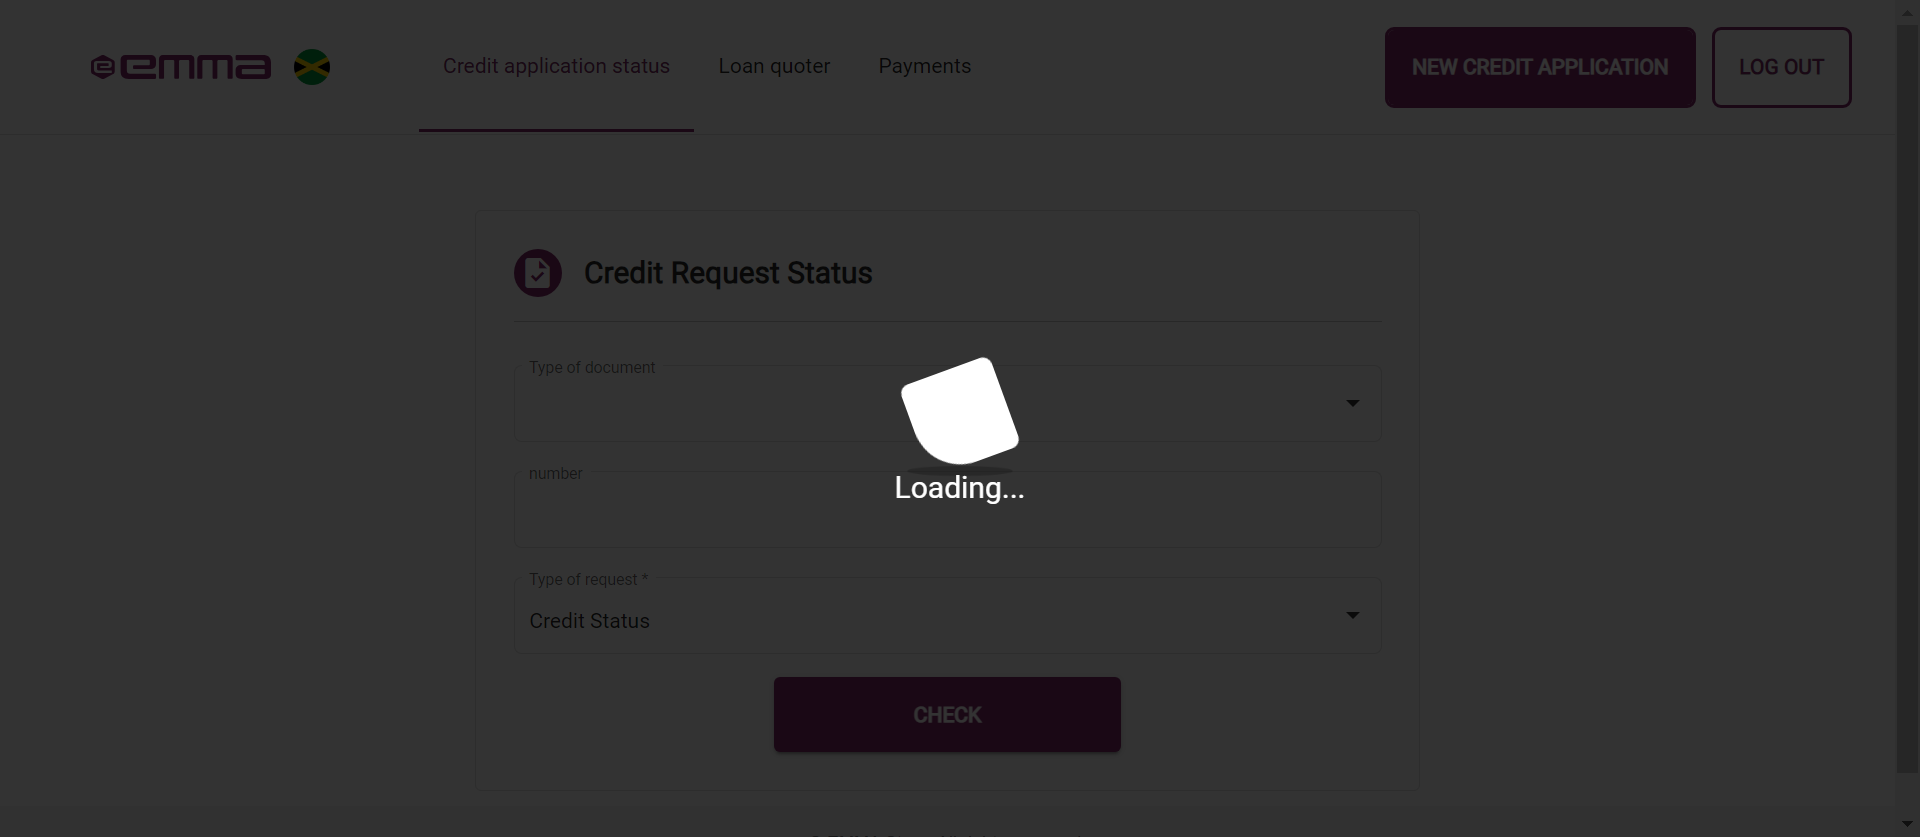 emma
Credit application status
Loan quoter
Payments
NEW CREDIT APPLICATION
LOG OUT
Credit Request Status
Type of document
number
Loading...
Type of request *
Credit Status
CHECK